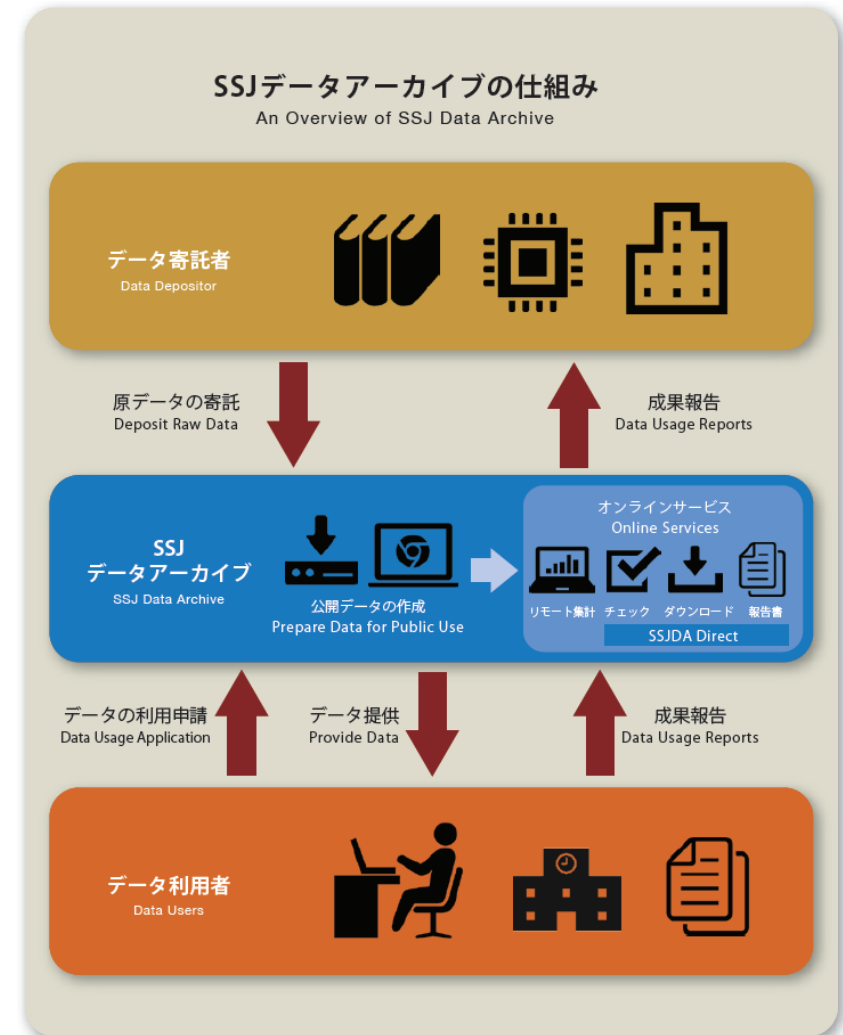 SSJデータアーカイブの仕組み
An Overview of SSJ Data Archive
データ寄託者
Data Depositor
原データの寄託
Deposit Raw Data
成果報告
Data Usage Reports
SSJ
データアーカイブ
SSJ Data Archive
公開データの作成
Prepare Data for Public Use
オンラインサービス
Online Services
リモート集計 チェック ダウンロード 報告書
SSJDA Direct
データの利用申請
Data Usage Application
データ提供
Provide Data
成果報告
Data Usage Reports
データ利用者
Data Users